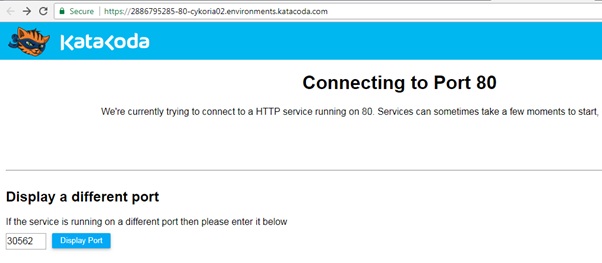 Secure
https://2886795285-80-cykoria02.environments.katacoda.com
Katakoda
Connecting to Port 80
We're currently trying to connect to a HTTP service running on 80. Services can sometimes take a few moments to start,
Display a different port
If the service is running on a different port then please enter it below
30562
Display Port